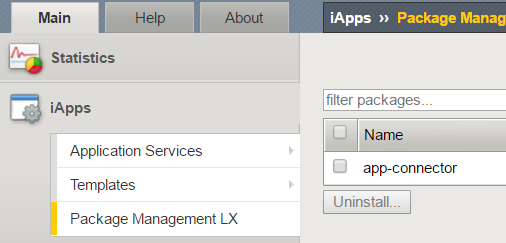 Main Help About
iApps ›› Package Manag
Statistics
iApps
Application Services
Templates
Package Management LX
filter packages...
Name
app-connector
Uninstall...